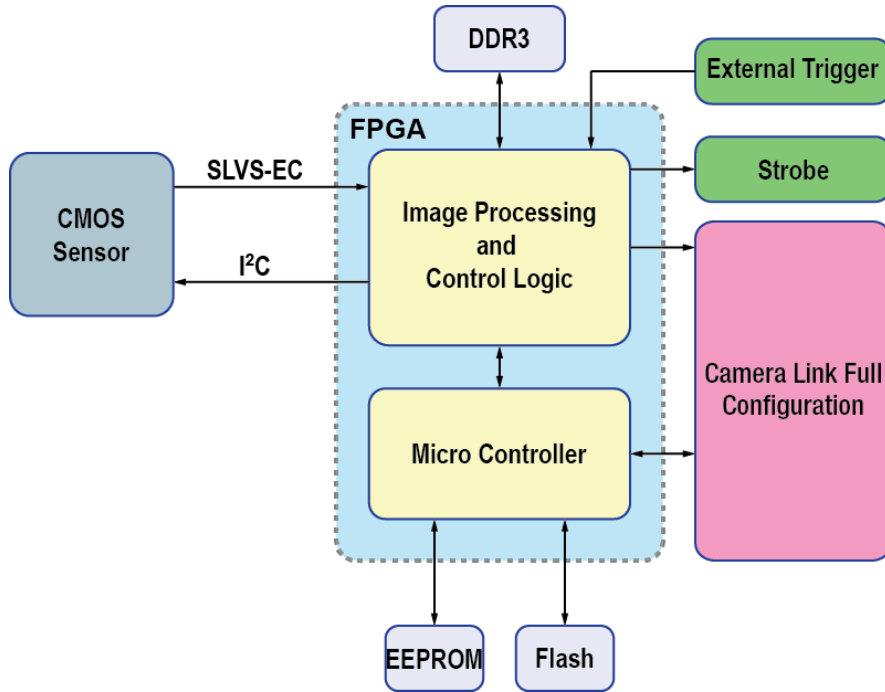 DDR3
External Trigger
FPGA
SLVS-EC
Strobe
CMOS
Sensor
Image Processing
and
Control Logic
I²C
Camera Link Full
Configuration
Micro Controller
EEPROM
Flash